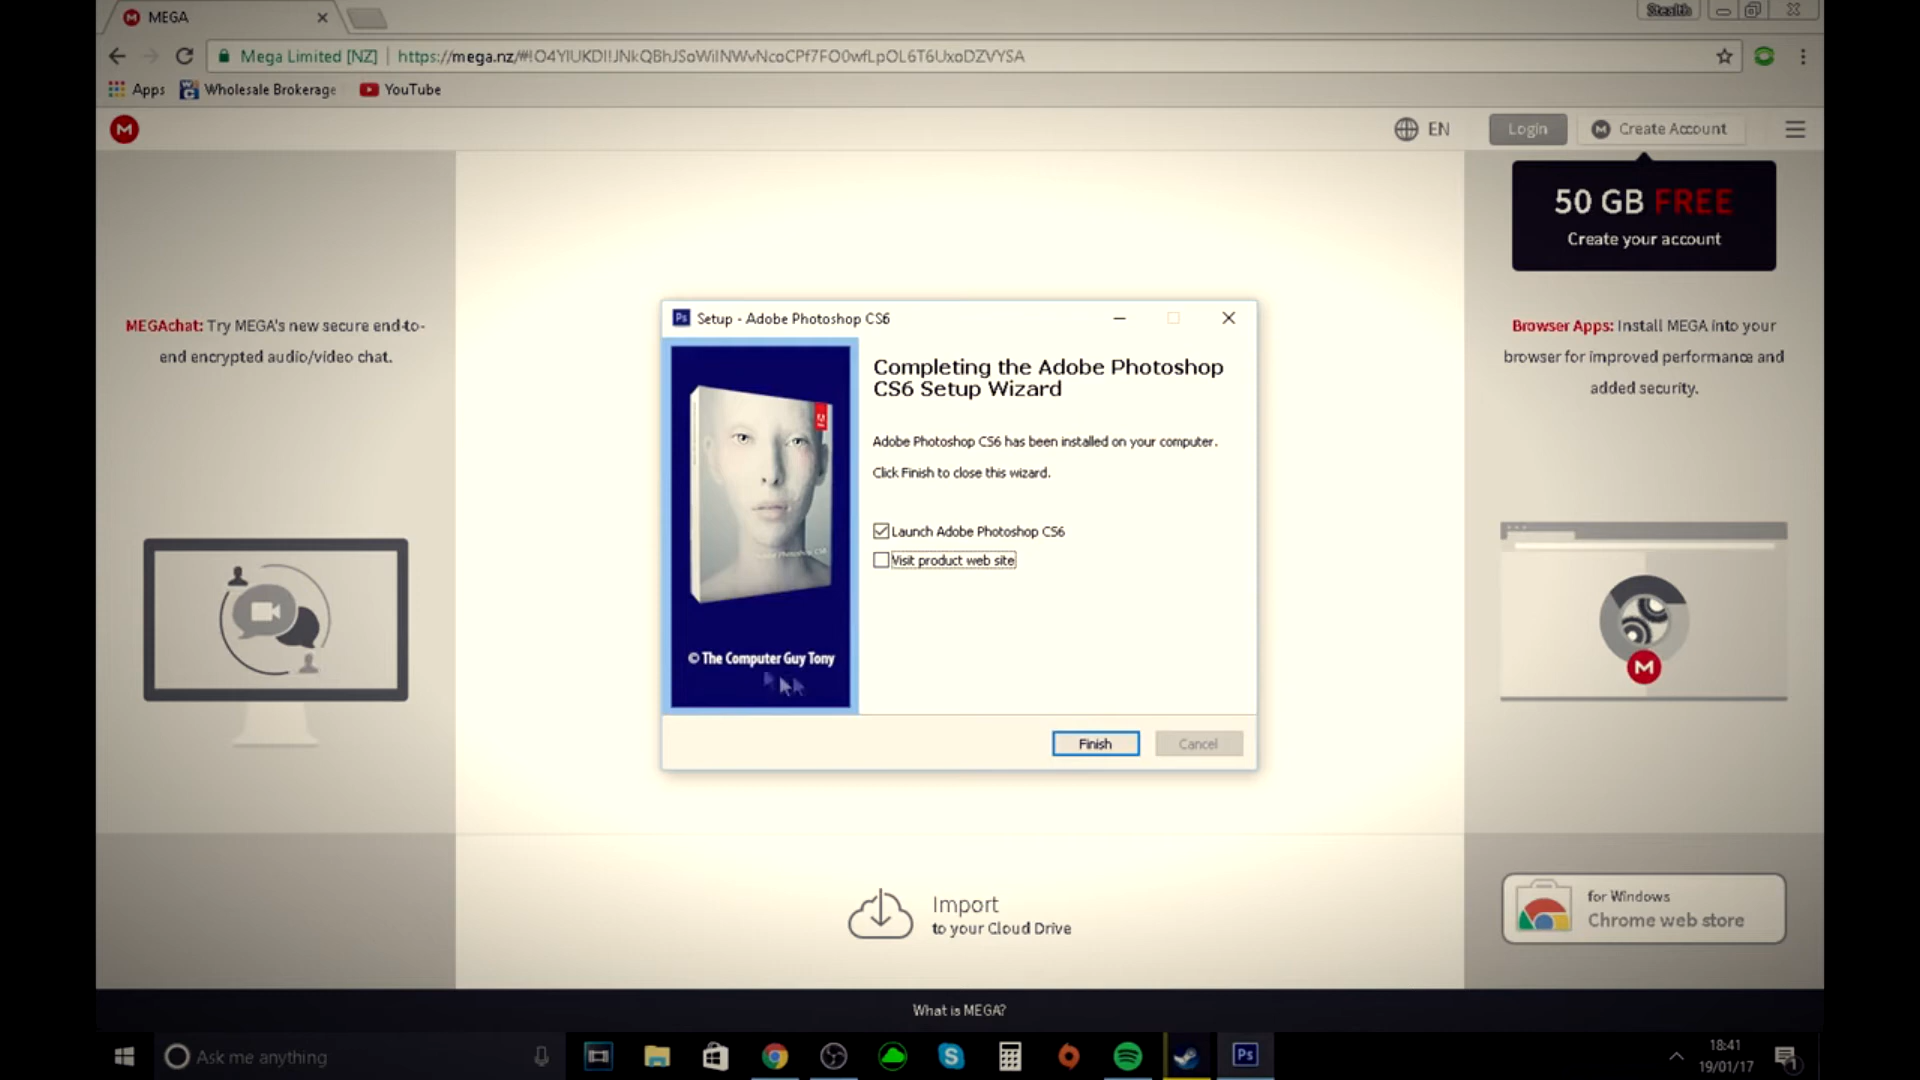 MEGA
Stealth
Mega Limited [NZ]
Apps
Wholesale Brokerage
YouTube
EN
Login
Create Account
50 GB FREE
Create your account
MEGAchat: Try MEGA's new secure end-to-
end encrypted audio/video chat.
Browser Apps: Install MEGA into your
browser for improved performance and
added security.
Setup - Adobe Photoshop CS6
Completing the Adobe Photoshop
CS6 Setup Wizard
Adobe Photoshop CS6 has been installed on your computer.
Click Finish to close this wizard.
Launch Adobe Photoshop CS6
Visit product web site
Adobe Photoshop CS6
© The Computer Guy Tony
Finish
Cancel
Import
to your Cloud Drive
for Windows
Chrome web store
What is MEGA?
Ask me anything
Ps
18:41
19/01/17